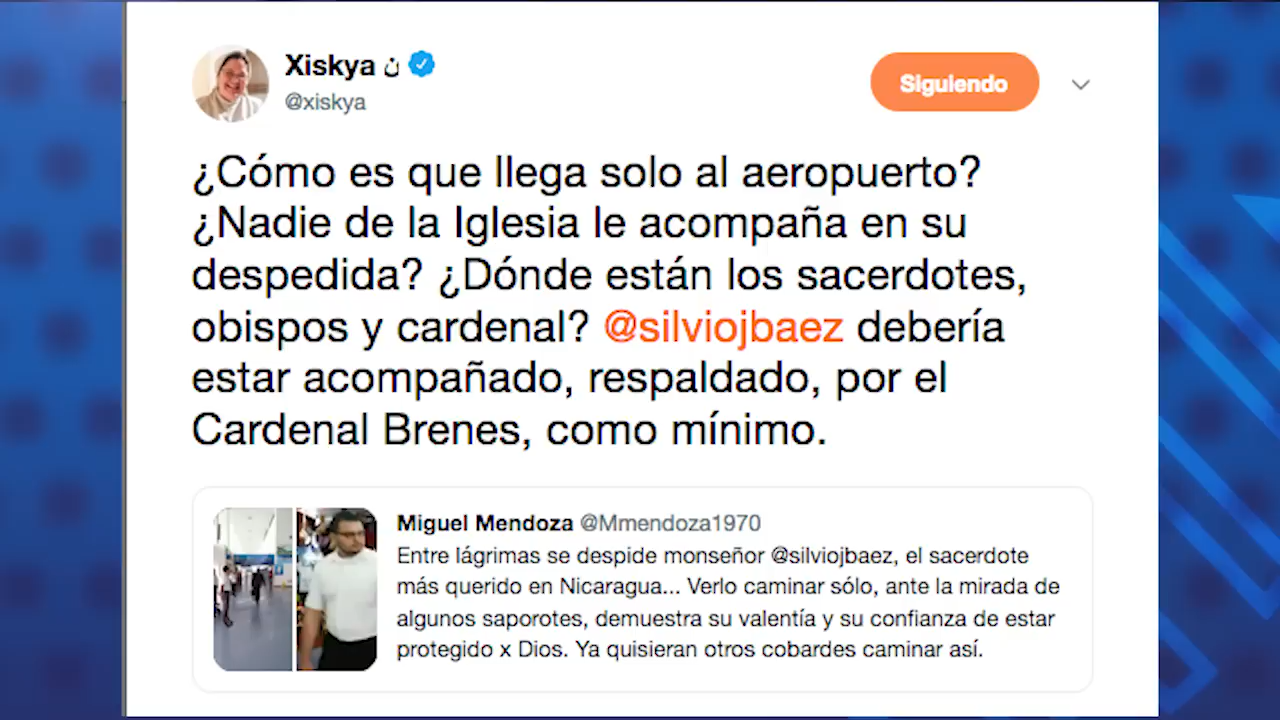 Xiskya ن
@xiskya
Siguiendo
¿Cómo es que llega solo al aeropuerto?
¿Nadie de la Iglesia le acompaña en su
despedida? ¿Dónde están los sacerdotes,
obispos y cardenal? @silviojbaez debería
estar acompañado, respaldado, por el
Cardenal Brenes, como mínimo.
Miguel Mendoza @Mmendoza1970
Entre lágrimas se despide monseñor @silviojbaez, el sacerdote
más querido en Nicaragua... Verlo caminar sólo, ante la mirada de
algunos saporotes, demuestra su valentía y su confianza de estar
protegido x Dios. Ya quisieran otros cobardes caminar así.